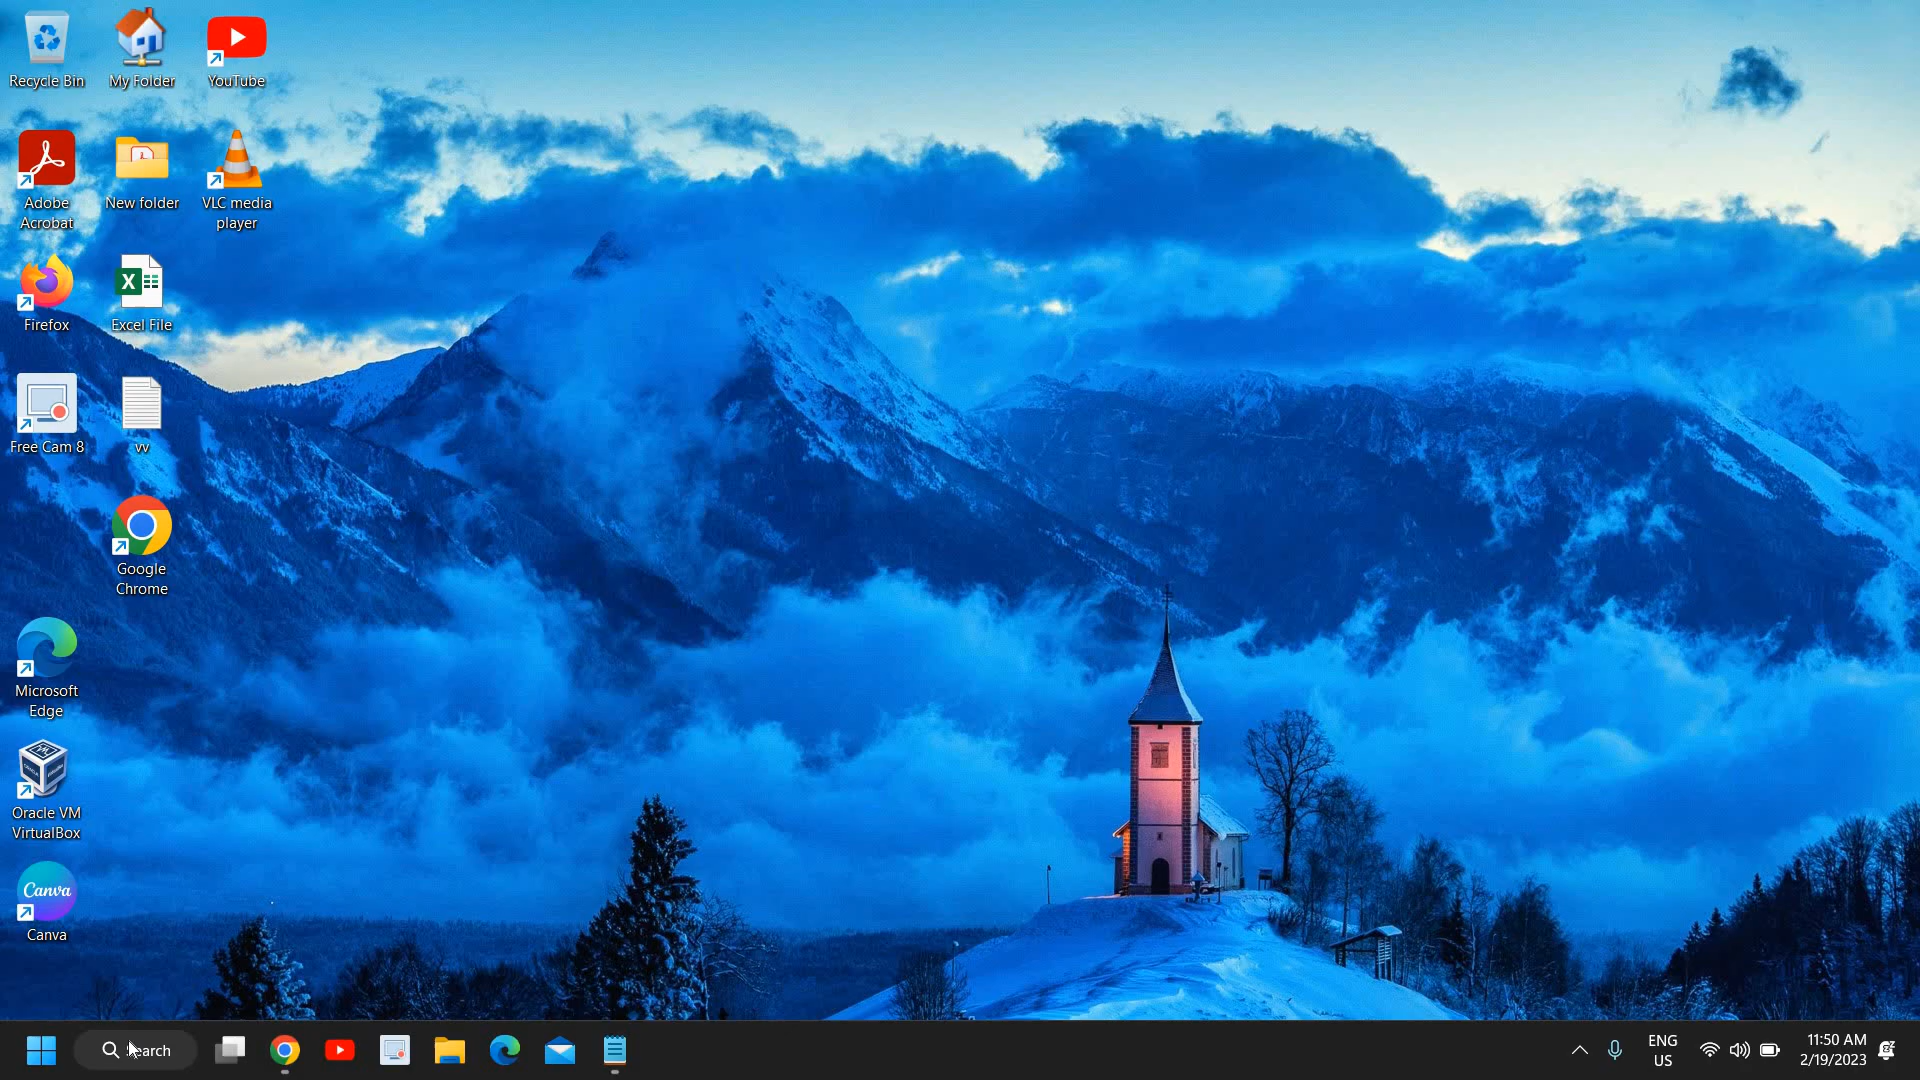 Recycle Bin
My Folder
YouTube
Adobe
Acrobat
New folder
VLC media
player
Firefox
X
Excel File
Free Cam 8
vv
Google
Chrome
Microsoft
Edge
Oracle VM
VirtualBox
Canva
Canva
Search
ENG
US
11:50 AM
2/19/2023